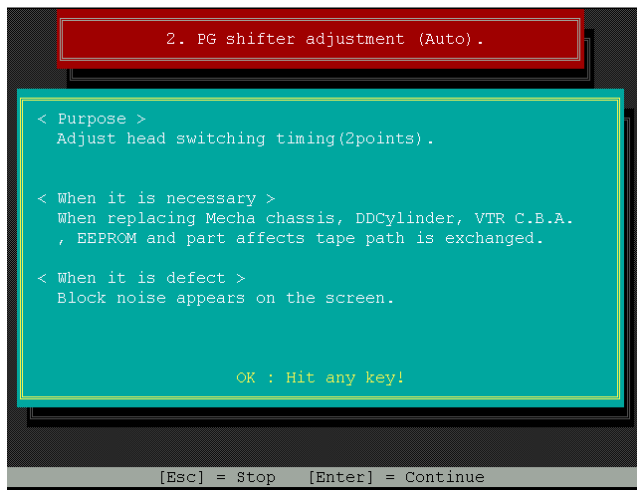 2. PG shifter adjustment (Auto).
< Purpose >
Adjust head switching timing(2points).
< When it is necessary >
When replacing Mecha chassis, DDCylinder, VTR C.B.A.
, EEPROM and part affects tape path is exchanged.
< When it is defect >
Block noise appears on the screen.
OK : Hit any key!
[Esc] = Stop [Enter] = Continue